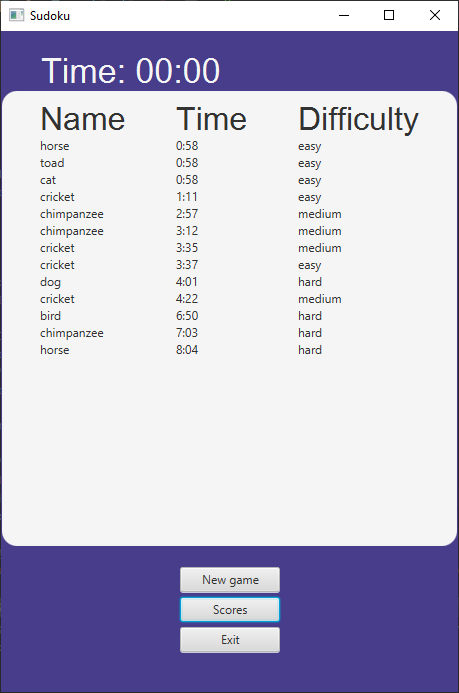 Sudoku
Time: 00:00
Name Time Difficulty
horse 0:58 easy
toad 0:58 easy
cat 0:58 easy
cricket 1:11 easy
chimpanzee 2:57 medium
chimpanzee 3:12 medium
cricket 3:35 medium
cricket 3:37 easy
dog 4:01 hard
cricket 4:22 medium
bird 6:50 hard
chimpanzee 7:03 hard
horse 8:04 hard
New game
Scores
Exit